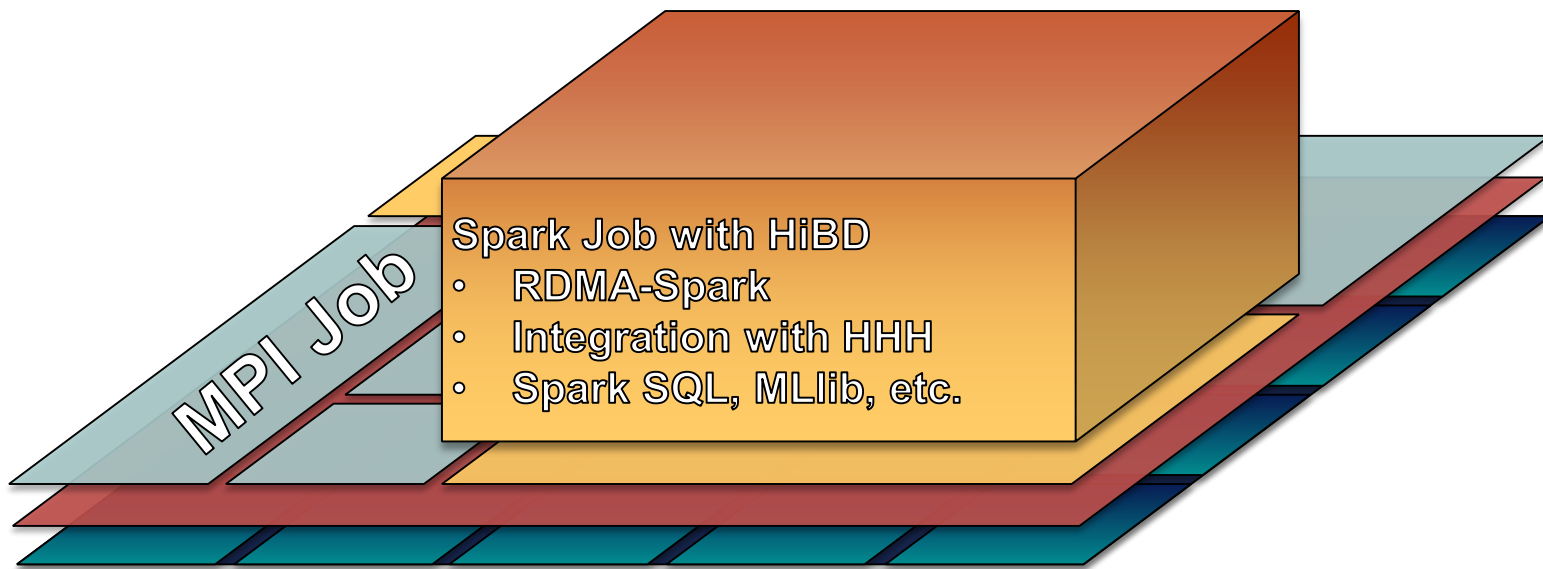 Spark Job with HiBD
• RDMA-Spark
• Integration with HHH
• Spark SQL, MLlib, etc.
MPI Job